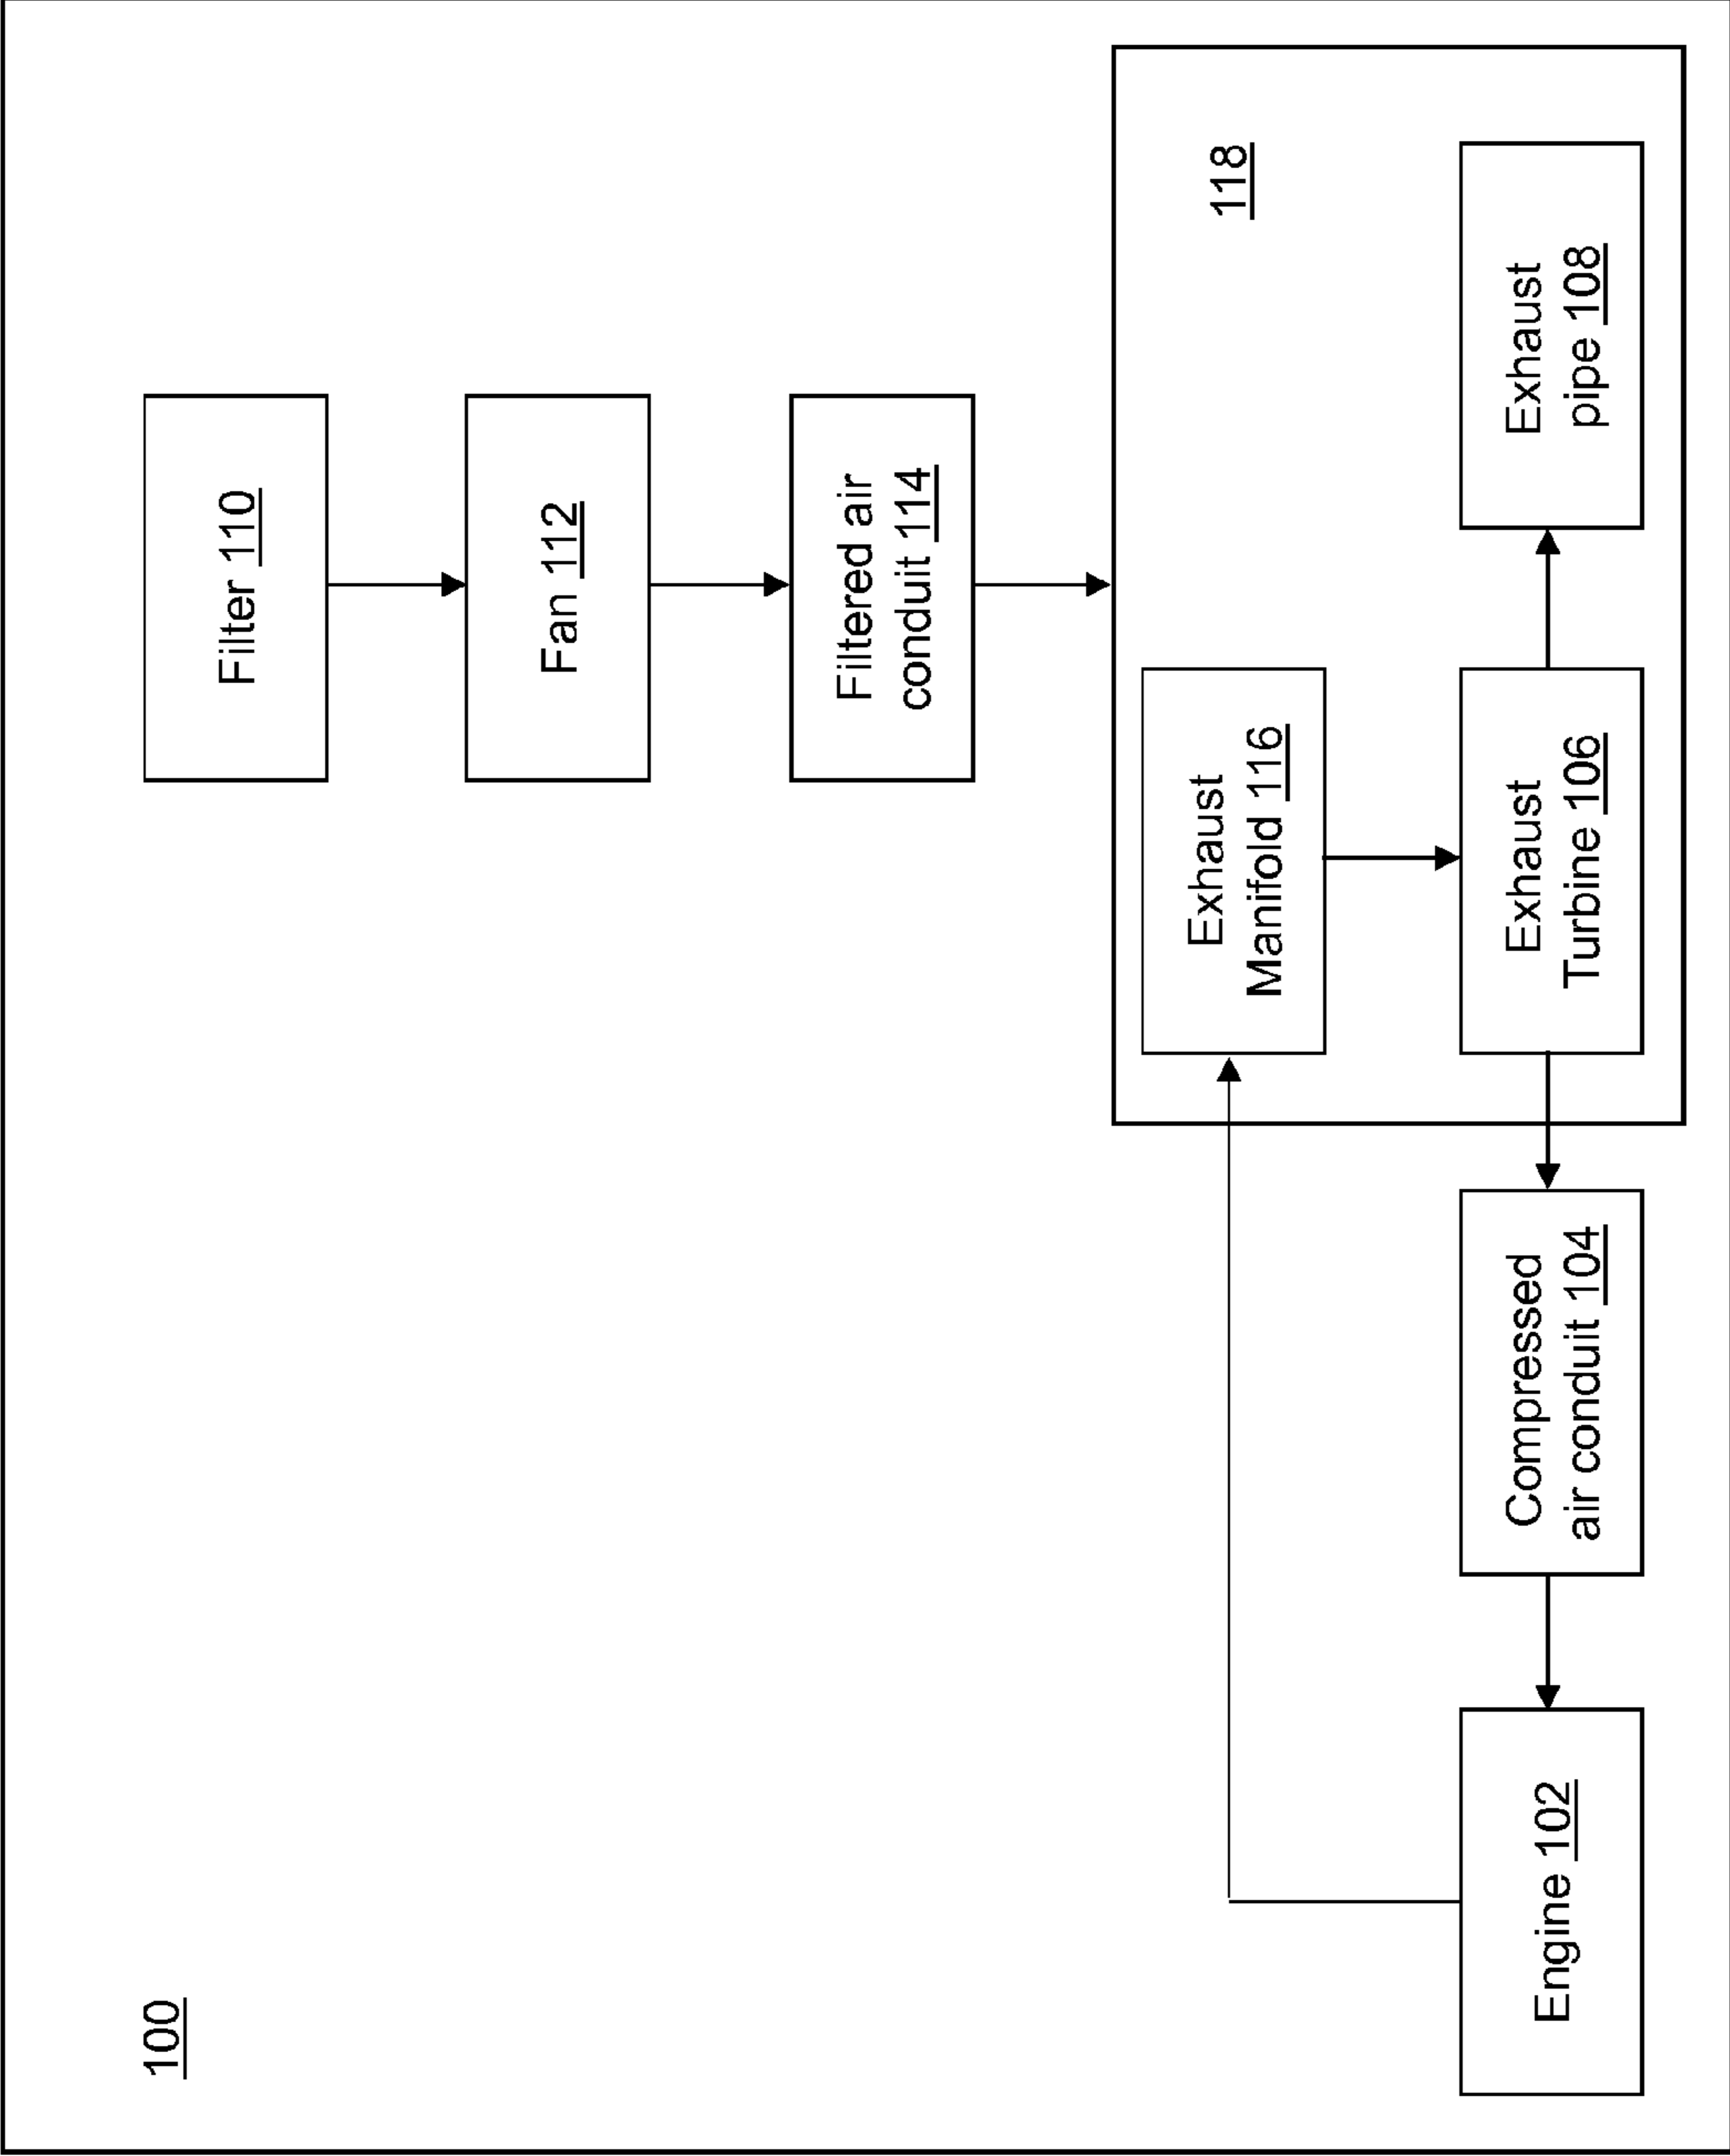 100
Filter 110
Fan 112
Filtered air
conduit 114
118
Exhaust
Manifold 116
Engine 102
Compressed
air conduit 104
Exhaust
Turbine 106
Exhaust
pipe 108